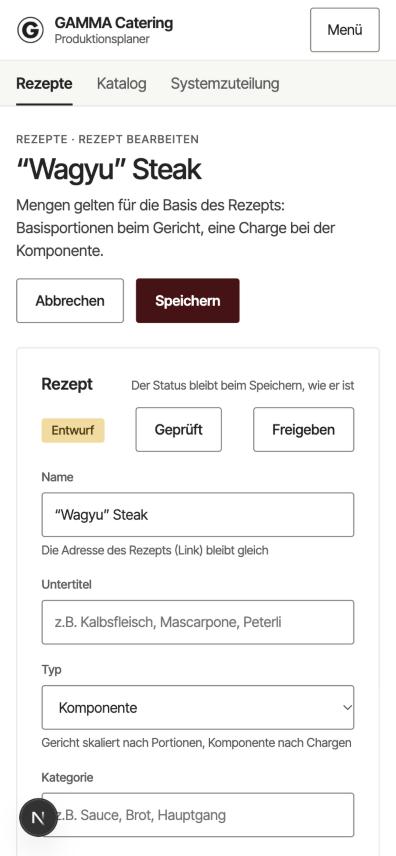 G GAMMA Catering
Produktionsplaner
Menü
Rezepte Katalog Systemzuteilung
REZEPTE · REZEPT BEARBEITEN
“Wagyu” Steak
Mengen gelten für die Basis des Rezepts:
Basisportionen beim Gericht, eine Charge bei der
Komponente.
Abbrechen Speichern
Rezept Der Status bleibt beim Speichern, wie er ist
Entwurf Geprüft Freigeben
Name
“Wagyu” Steak
Die Adresse des Rezepts (Link) bleibt gleich
Untertitel
z.B. Kalbsfleisch, Mascarpone, Peterli
Typ
Komponente
Gericht skaliert nach Portionen, Komponente nach Chargen
Kategorie
N z.B. Sauce, Brot, Hauptgang